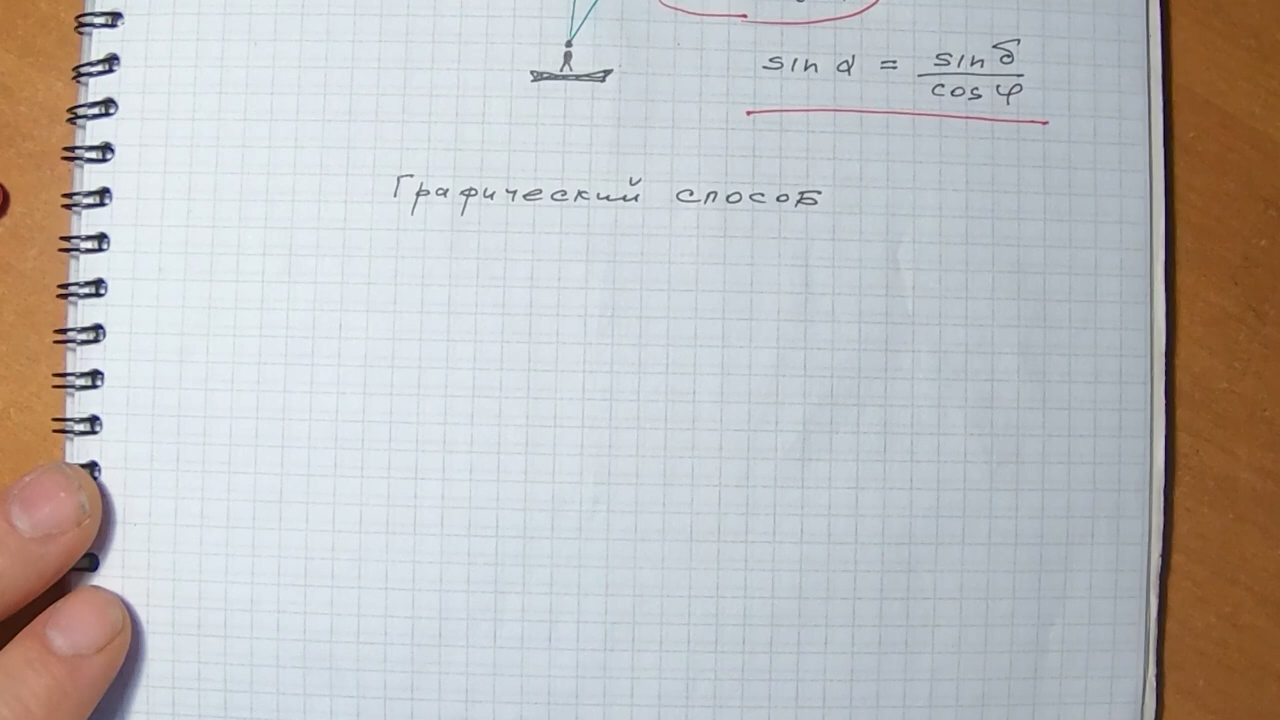 sin α = sin δ / cos φ
Графический способ